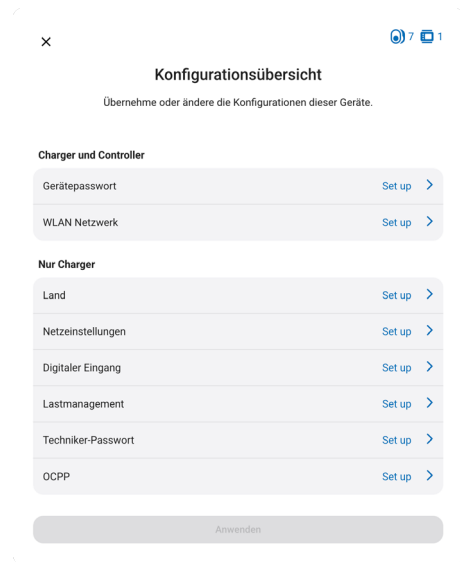 7 1
Konfigurationsübersicht
Übernehme oder ändere die Konfigurationen dieser Geräte.
Charger und Controller
Gerätepasswort Set up
WLAN Netzwerk Set up
Nur Charger
Land Set up
Netzeinstellungen Set up
Digitaler Eingang Set up
Lastmanagement Set up
Techniker-Passwort Set up
OCPP Set up
Anwenden